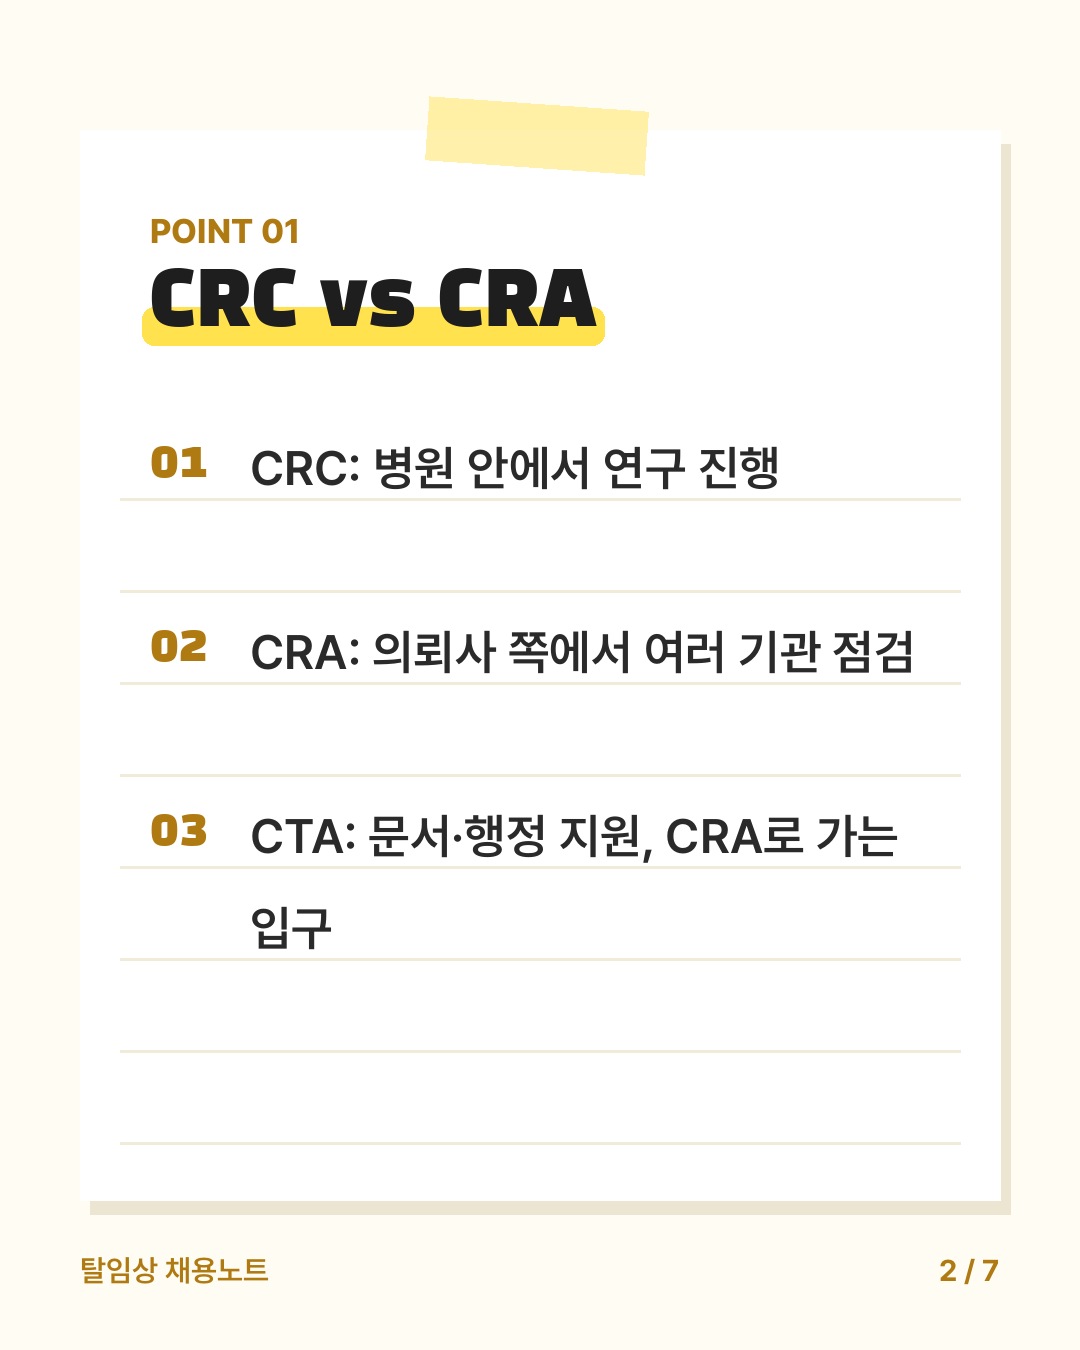 POINT 01
CRC vs CRA
01 CRC: 병원 안에서 연구 진행
02 CRA: 의뢰사 쪽에서 여러 기관 점검
03 CTA: 문서·행정 지원, CRA로 가는
입구
탈임상 채용노트
2 / 7